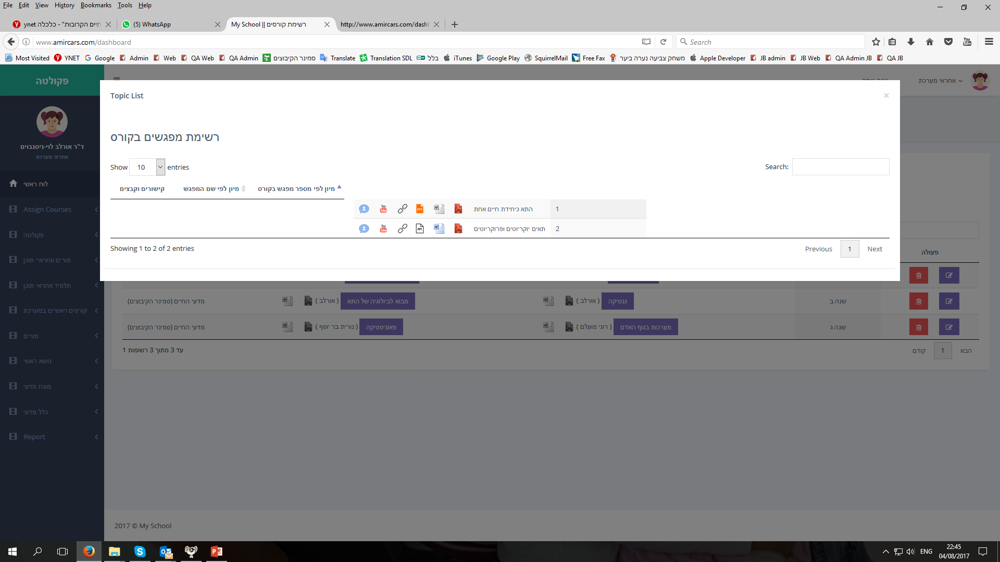 File Edit View History Bookmarks Tools Help
ynet כלכלה - "תיים הקרובות
(5) WhatsApp
My School || רשימת קורסים
http://www.amircars.com/dashb
www.amircars.com/dashboard
Search
Most Visited YNET Google Admin Web QA Web QA Admin סמינר הקיבוצים Translate Translation SDL בלל iTunes Google Play SquirrelMail Free Fax משחק צביעה נערה ביער Apple Developer JB admin JB Web QA Admin JB QA JB
פקולטה
אחראי מערכת
Topic List
×
ד"ר אורלב לוי-ניסנבוים
אחראי מערכת
רשימת מפגשים בקורס
Show 10 entries
Search:
מיון לפי מספר מפגש בקורס
מיון לפי שם המפגש
קישורים וקבצים
1 התא כיחידת חיים אחת
2 תאים יוקריוטים ופרוקריוטים
Showing 1 to 2 of 2 entries
Previous 1 Next
לוח ראשי
Assign Courses
פקולטה
מורים אחראיי תוכן
תלמיד אחראי תוכן
קורסים ראשיים במערכת
מורים
נושא ראשי
מונח מדעי
כלל מדעי
Report
פעולה
שנה ב
גנטיקה
( אורלב )
מבוא לביולוגיה של התא
( אורלב )
מדעי החיים (סמינר הקיבוצים)
שנה ג
מערכות בגוף האדם
( רוני מועלם )
פאוניסטיקה
( נורית בר יוסף )
מדעי החיים (סמינר הקיבוצים)
1 עד 3 מתוך 3 רשומות
קודם 1 הבא
2017 © My School
ENG
22:45
04/08/2017